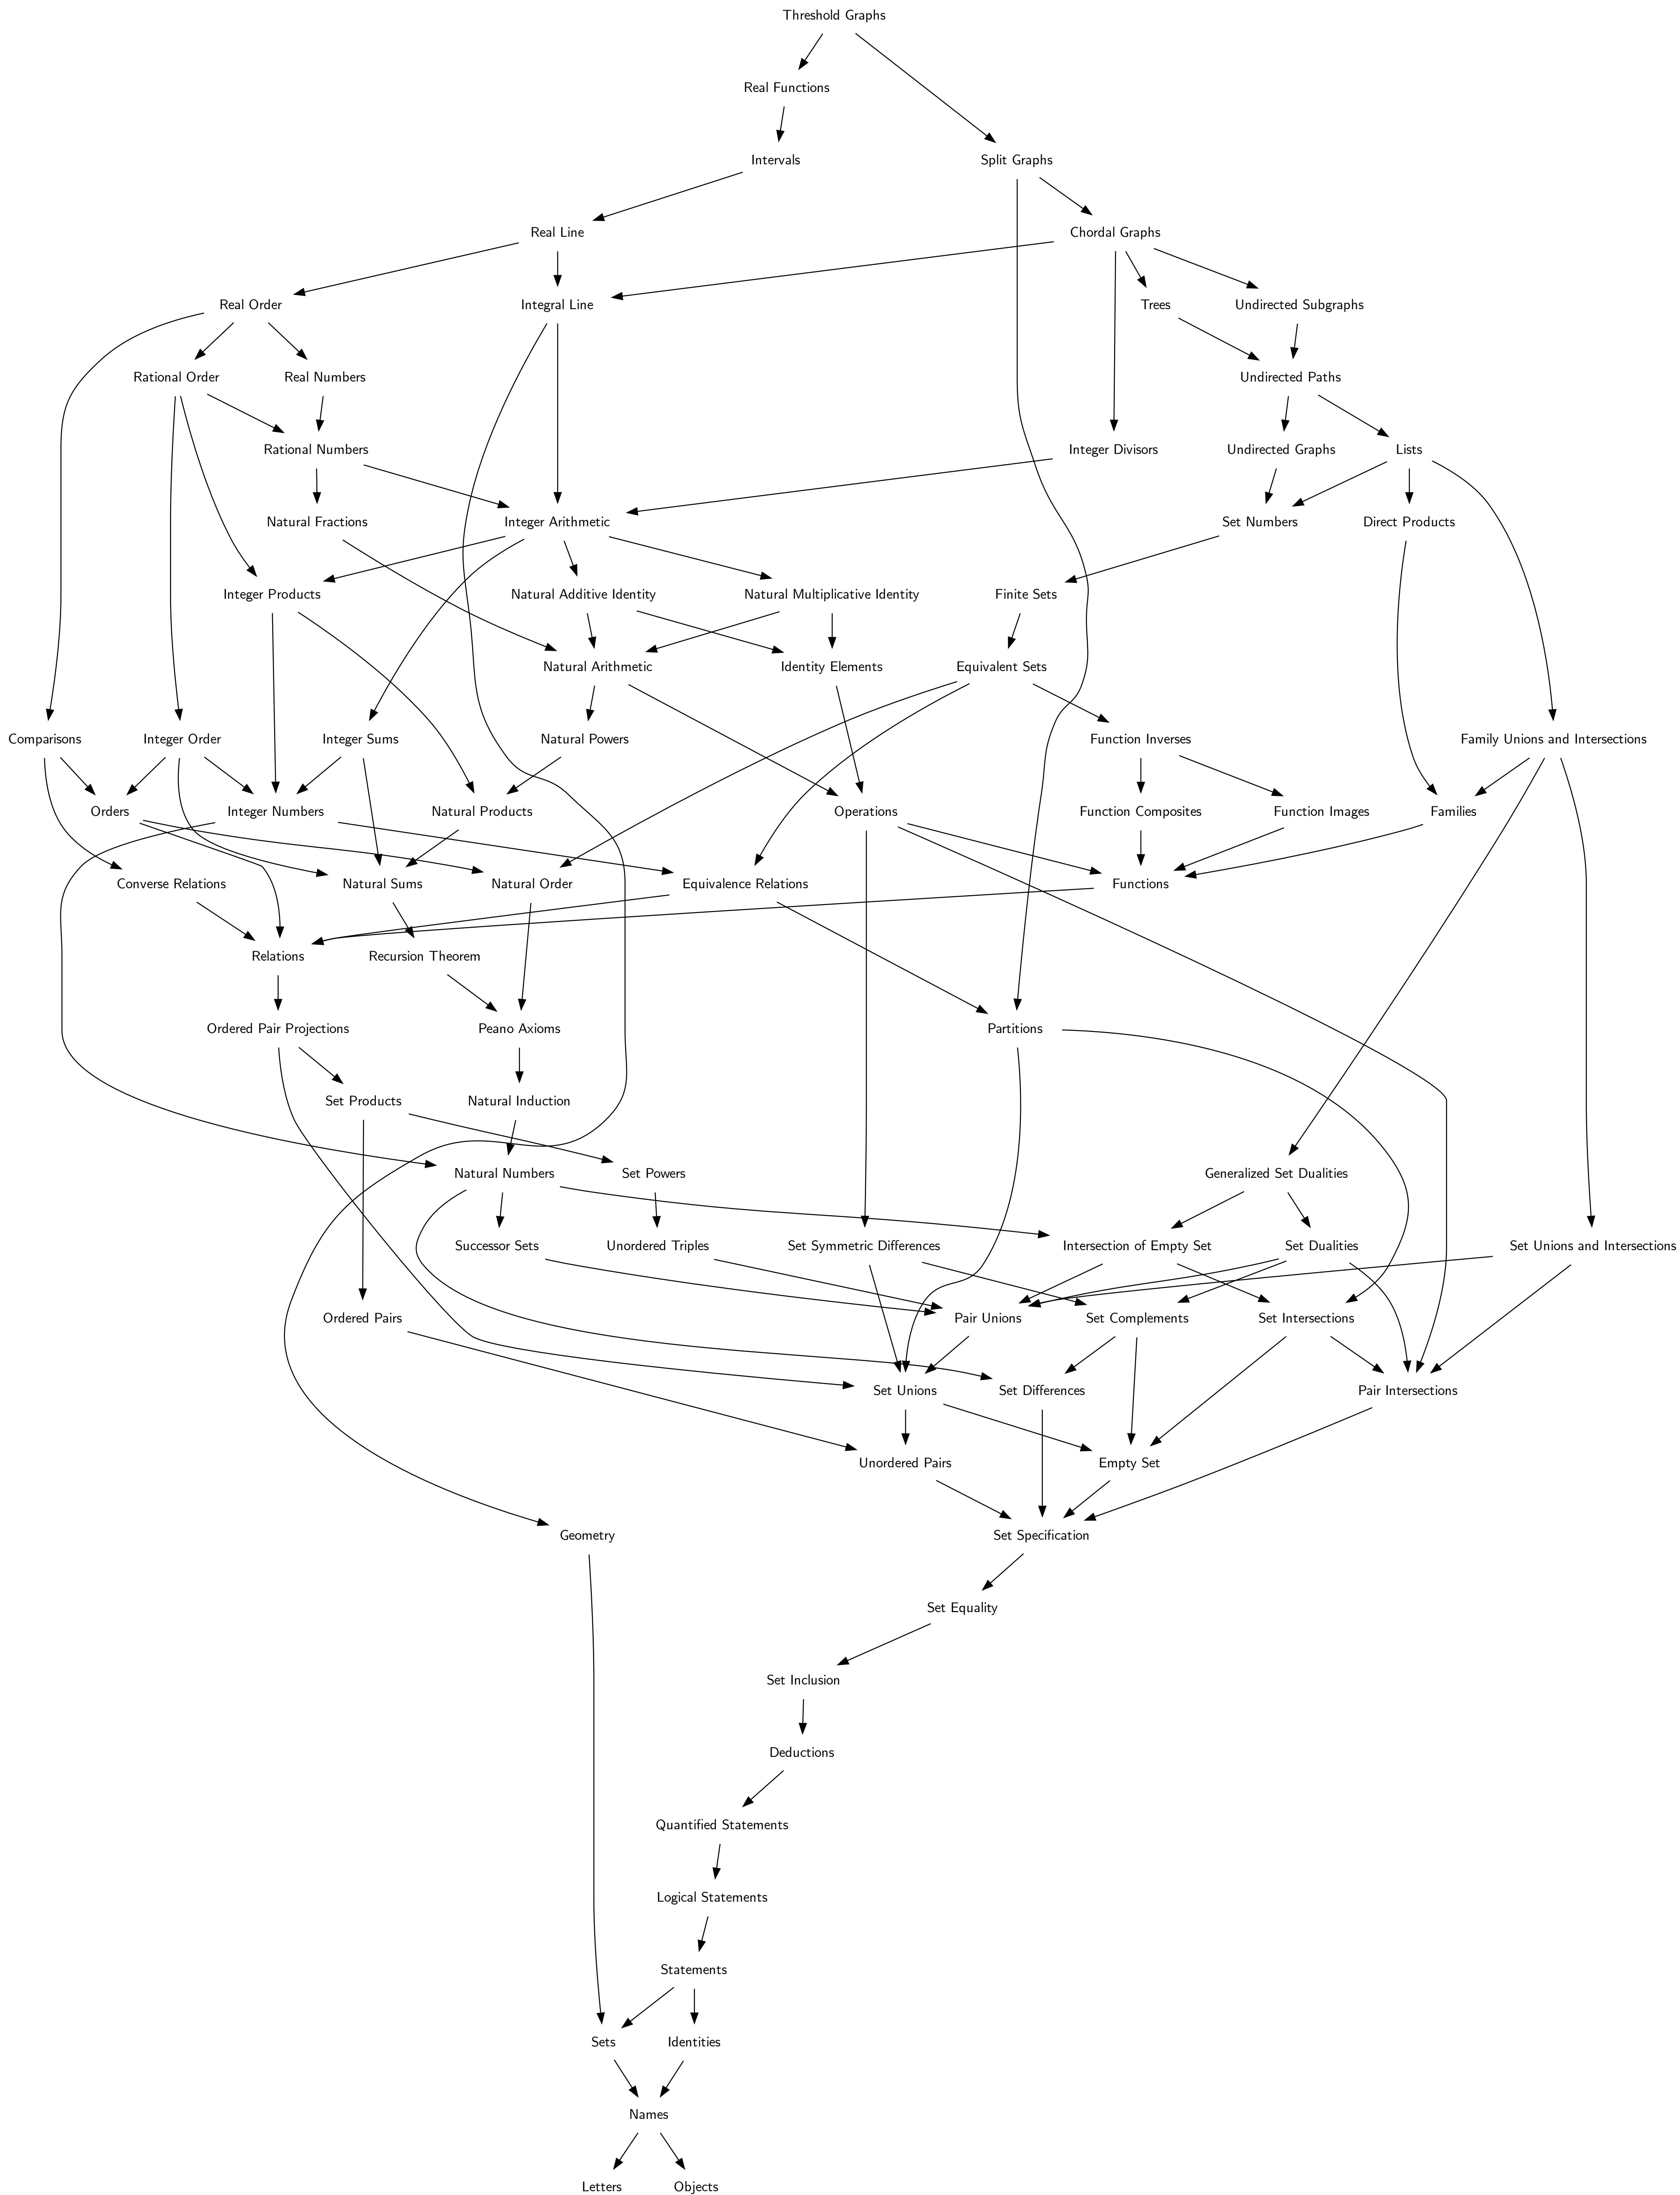 Threshold Graphs
Real Functions
Intervals
Split Graphs
Real Line
Chordal Graphs
Real Order
Integral Line
Trees
Undirected Subgraphs
Rational Order
Real Numbers
Undirected Paths
Rational Numbers
Integer Divisors
Undirected Graphs
Lists
Natural Fractions
Integer Arithmetic
Set Numbers
Direct Products
Integer Products
Natural Additive Identity
Natural Multiplicative Identity
Finite Sets
Natural Arithmetic
Identity Elements
Equivalent Sets
Comparisons
Integer Order
Integer Sums
Natural Powers
Function Inverses
Family Unions and Intersections
Orders
Integer Numbers
Natural Products
Operations
Function Composites
Function Images
Families
Converse Relations
Natural Sums
Natural Order
Equivalence Relations
Functions
Relations
Recursion Theorem
Ordered Pair Projections
Peano Axioms
Partitions
Set Products
Natural Induction
Natural Numbers
Set Powers
Generalized Set Dualities
Successor Sets
Unordered Triples
Set Symmetric Differences
Intersection of Empty Set
Set Dualities
Set Unions and Intersections
Ordered Pairs
Pair Unions
Set Complements
Set Intersections
Set Unions
Set Differences
Pair Intersections
Unordered Pairs
Empty Set
Geometry
Set Specification
Set Equality
Set Inclusion
Deductions
Quantified Statements
Logical Statements
Statements
Sets
Identities
Names
Letters
Objects